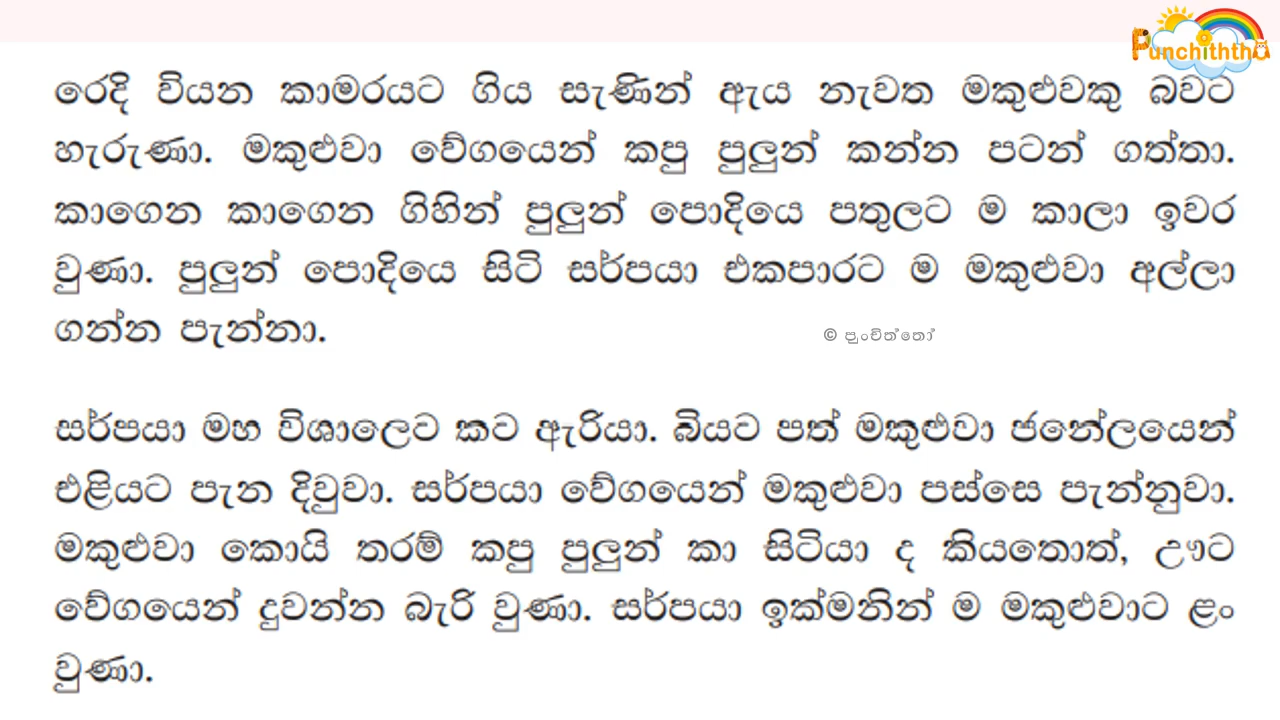 Punchiththo
රෙදි වියන කාමරයට ගිය සැණින් ඇය නැවත මකුළුවකු බවට
හැරුණා. මකුළුවා වේගයෙන් කපු පුලුන් කන්න පටන් ගත්තා.
කාගෙන කාගෙන ගිහින් පුලුන් පොදියෙ පතුලට ම කාලා ඉවර
වුණා. පුලුන් පොදියෙ සිටි සර්පයා එකපාරට ම මකුළුවා අල්ලා
ගන්න පැන්නා.
© පුංචිත්තෝ
සර්පයා මහ විශාලෙට කට ඇරියා. බියට පත් මකුළුවා ජනේලයෙන්
එළියට පැන දිවුවා. සර්පයා වේගයෙන් මකුළුවා පස්සෙ පැන්නුවා.
මකුළුවා කොයි තරම් කපු පුලුන් කා සිටියා ද කියතොත්, ඌට
වේගයෙන් දුවන්න බැරි වුණා. සර්පයා ඉක්මනින් ම මකුළුවාට ළං
වුණා.